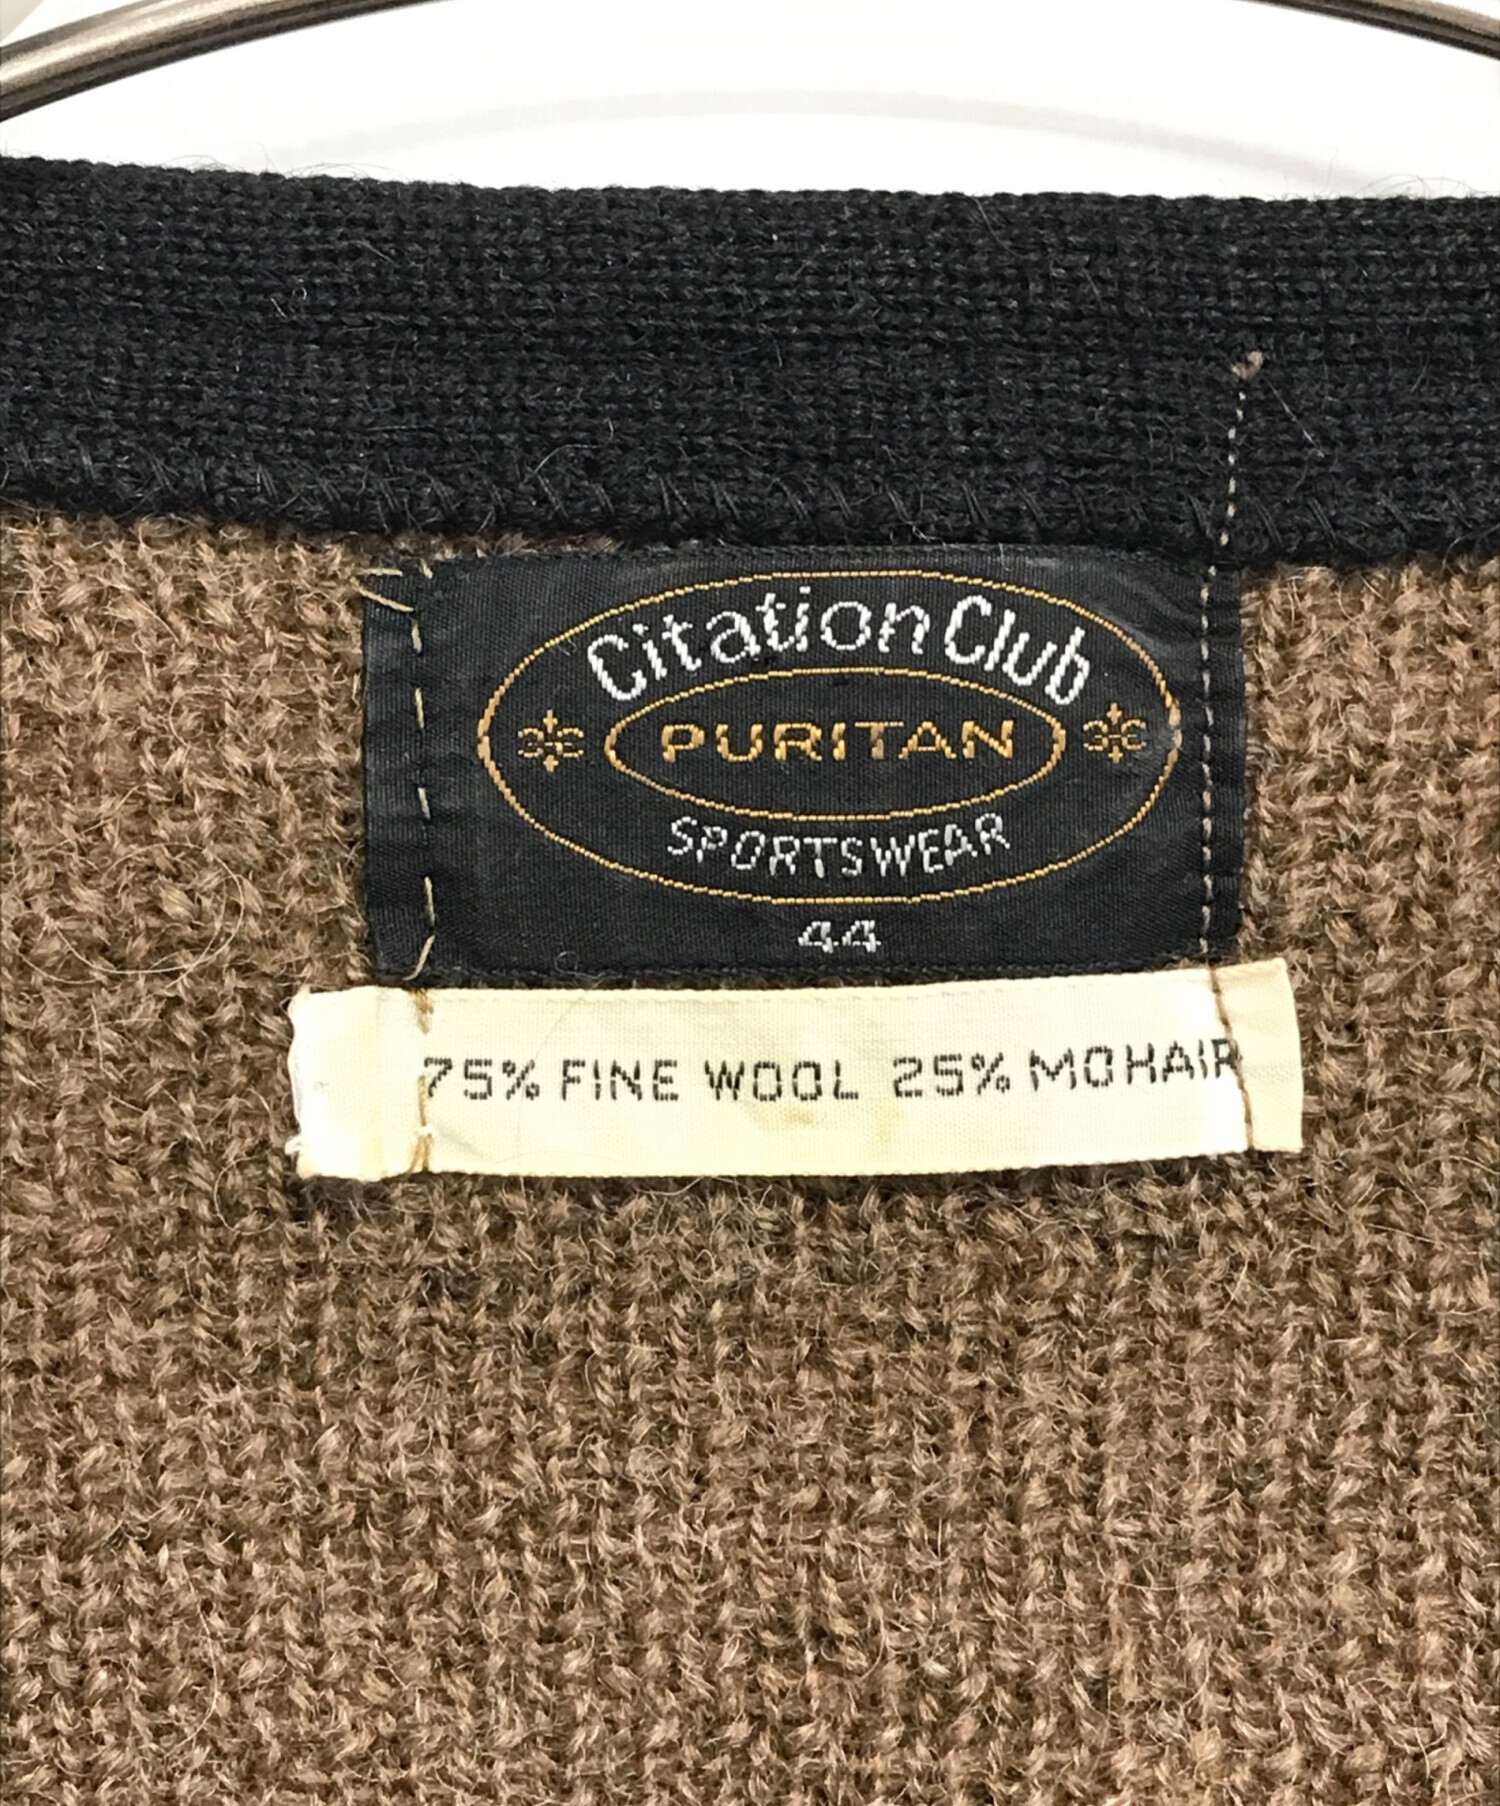 Citation Club
PURITAN
SPORTSWEAR
44
75% FINE WOOL 25% MOHAIR